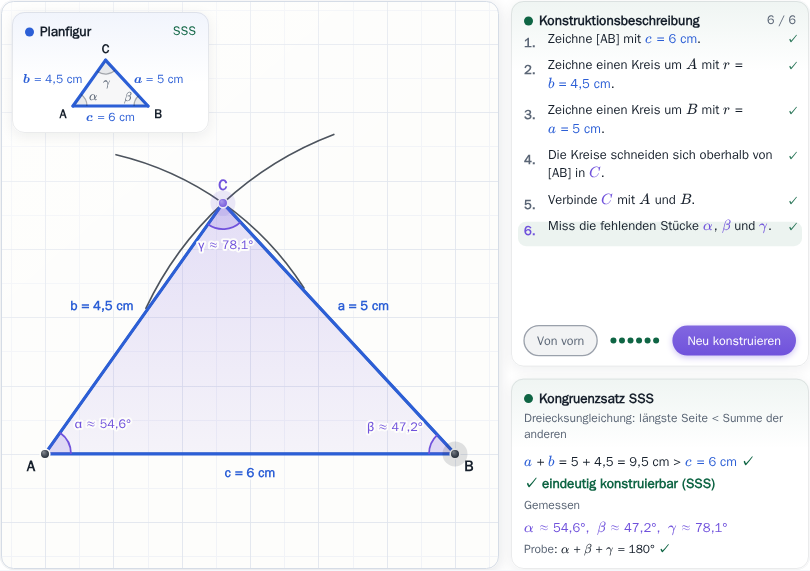 Planfigur SSS
C
b = 4,5 cm a = 5 cm
γ
α β
A B
c = 6 cm
C
γ ≈ 78,1°
b = 4,5 cm a = 5 cm
α ≈ 54,6° β ≈ 47,2°
A B
c = 6 cm
Konstruktionsbeschreibung 6 / 6
1. Zeichne [AB] mit c = 6 cm. ✓
2. Zeichne einen Kreis um A mit r = ✓
b = 4,5 cm.
3. Zeichne einen Kreis um B mit r = ✓
a = 5 cm.
4. Die Kreise schneiden sich oberhalb von ✓
[AB] in C.
5. Verbinde C mit A und B. ✓
6. Miss die fehlenden Stücke α, β und γ. ✓
Von vorn Neu konstruieren
Kongruenzsatz SSS
Dreiecksungleichung: längste Seite < Summe der
anderen
a + b = 5 + 4,5 = 9,5 cm > c = 6 cm ✓
✓ eindeutig konstruierbar (SSS)
Gemessen
α ≈ 54,6°, β ≈ 47,2°, γ ≈ 78,1°
Probe: α + β + γ = 180° ✓